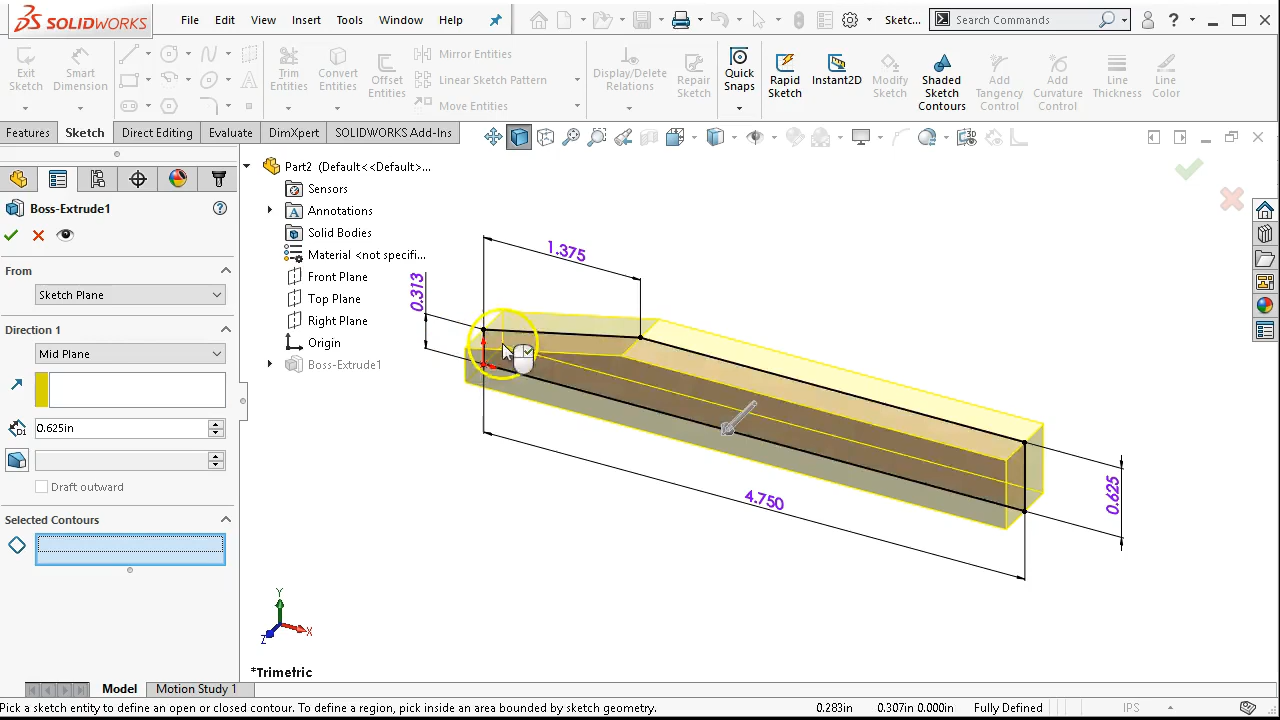 SOLIDWORKS
File Edit View Insert Tools Window Help
Sketc...
Search Commands
Exit Sketch
Smart Dimension
Trim Entities
Convert Entities
Offset Entities
Mirror Entities
Linear Sketch Pattern
Move Entities
Display/Delete Relations
Repair Sketch
Quick Snaps
Rapid Sketch
Instant2D
Modify Sketch
Shaded Sketch Contours
Add Tangency Control
Add Curvature Control
Line Thickness
Line Color
Features Sketch Direct Editing Evaluate DimXpert SOLIDWORKS Add-Ins
Boss-Extrude1
From
Sketch Plane
Direction 1
Mid Plane
D1
0.625in
Draft outward
Selected Contours
Part2 (Default<<Default>...
Sensors
Annotations
Solid Bodies
Material <not specifi...
Front Plane
Top Plane
Right Plane
Origin
Boss-Extrude1
1.375
0.313
4.750
0.625
Y
X
Z
*Trimetric
Model Motion Study 1
Pick a sketch entity to define an open or closed contour. To define a region, pick inside an area bounded by sketch geometry. 0.283in 0.307in 0.000in Fully Defined IPS